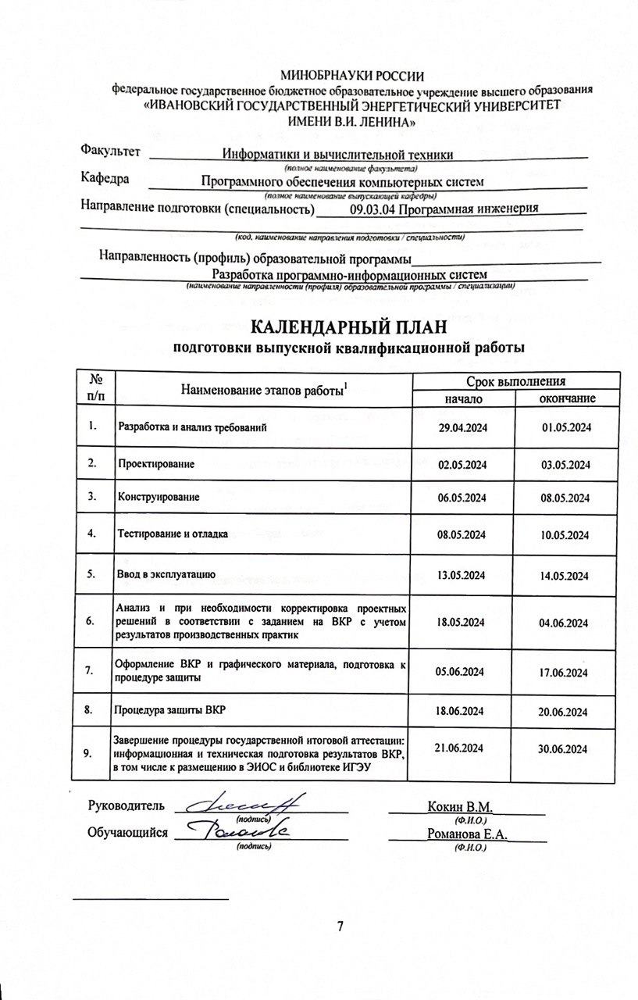 МИНОБРНАУКИ РОССИИ
федеральное государственное бюджетное образовательное учреждение высшего образования
«ИВАНОВСКИЙ ГОСУДАРСТВЕННЫЙ ЭНЕРГЕТИЧЕСКИЙ УНИВЕРСИТЕТ
ИМЕНИ В.И. ЛЕНИНА»
Факультет Информатики и вычислительной техники
(полное наименование факультета)
Кафедра Программного обеспечения компьютерных систем
(полное наименование выпускающей кафедры)
Направление подготовки (специальность) 09.03.04 Программная инженерия
(код, наименование направления подготовки / специальности)
Направленность (профиль) образовательной программы
Разработка программно-информационных систем
(наименование направленности (профиля) образовательной программы / специализации)
КАЛЕНДАРНЫЙ ПЛАН
подготовки выпускной квалификационной работы
№ п/п Наименование этапов работы¹ Срок выполнения
начало окончание
1. Разработка и анализ требований 29.04.2024 01.05.2024
2. Проектирование 02.05.2024 03.05.2024
3. Конструирование 06.05.2024 08.05.2024
4. Тестирование и отладка 08.05.2024 10.05.2024
5. Ввод в эксплуатацию 13.05.2024 14.05.2024
Анализ и при необходимости корректировка проектных
6. решений в соответствии с заданием на ВКР с учетом 18.05.2024 04.06.2024
результатов производственных практик
7. Оформление ВКР и графического материала, подготовка к 05.06.2024 17.06.2024
процедуре защиты
8. Процедура защиты ВКР 18.06.2024 20.06.2024
Завершение процедуры государственной итоговой аттестации:
9. информационная и техническая подготовка результатов ВКР, 21.06.2024 30.06.2024
в том числе к размещению в ЭИОС и библиотеке ИГЭУ
Руководитель Кокин В.М.
(подпись) (Ф.И.О.)
Обучающийся Романова Е.А.
(подпись) (Ф.И.О.)
7